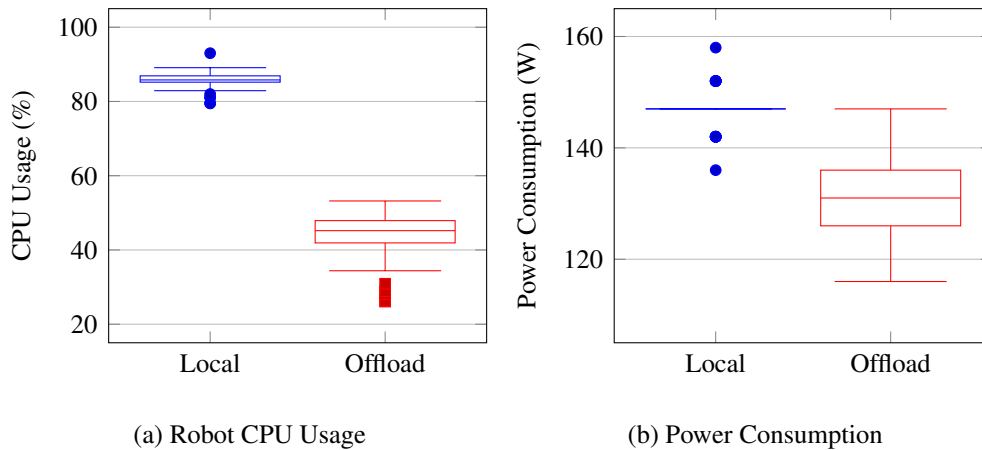 CPU Usage (%)
100
80
60
40
20
Local
Offload
(a) Robot CPU Usage
Power Consumption (W)
160
140
120
Local
Offload
(b) Power Consumption